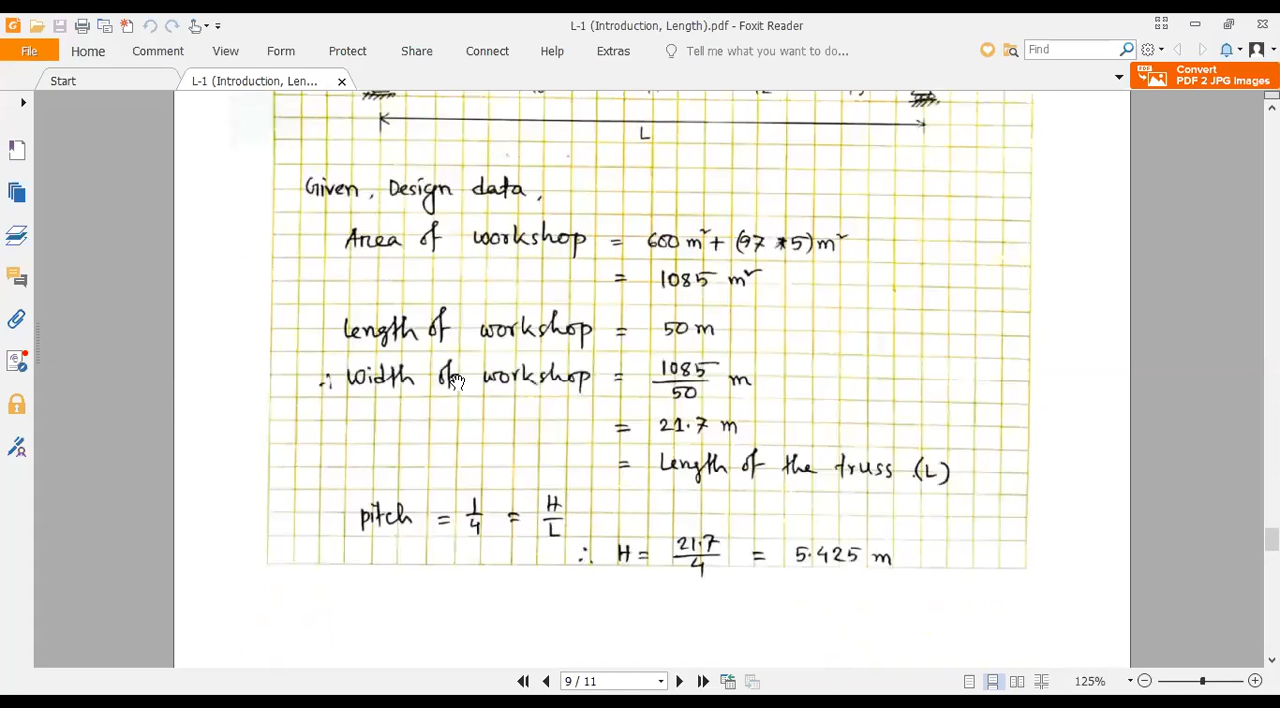 L-1 (Introduction, Length).pdf - Foxit Reader
File Home Comment View Form Protect Share Connect Help Extras Tell me what you want to do... Find
Start L-1 (Introduction, Len... Convert
PDF 2 JPG Images
L
Given, Design data,
Area of workshop = 600 m² + (97 * 5) m²
= 1085 m²
Length of workshop = 50 m
∴ Width of workshop = 1085/50 m
= 21.7 m
= Length of the truss (L)
pitch = 1/4 = H/L
∴ H = 21.7/4 = 5.425 m
9 / 11 125%